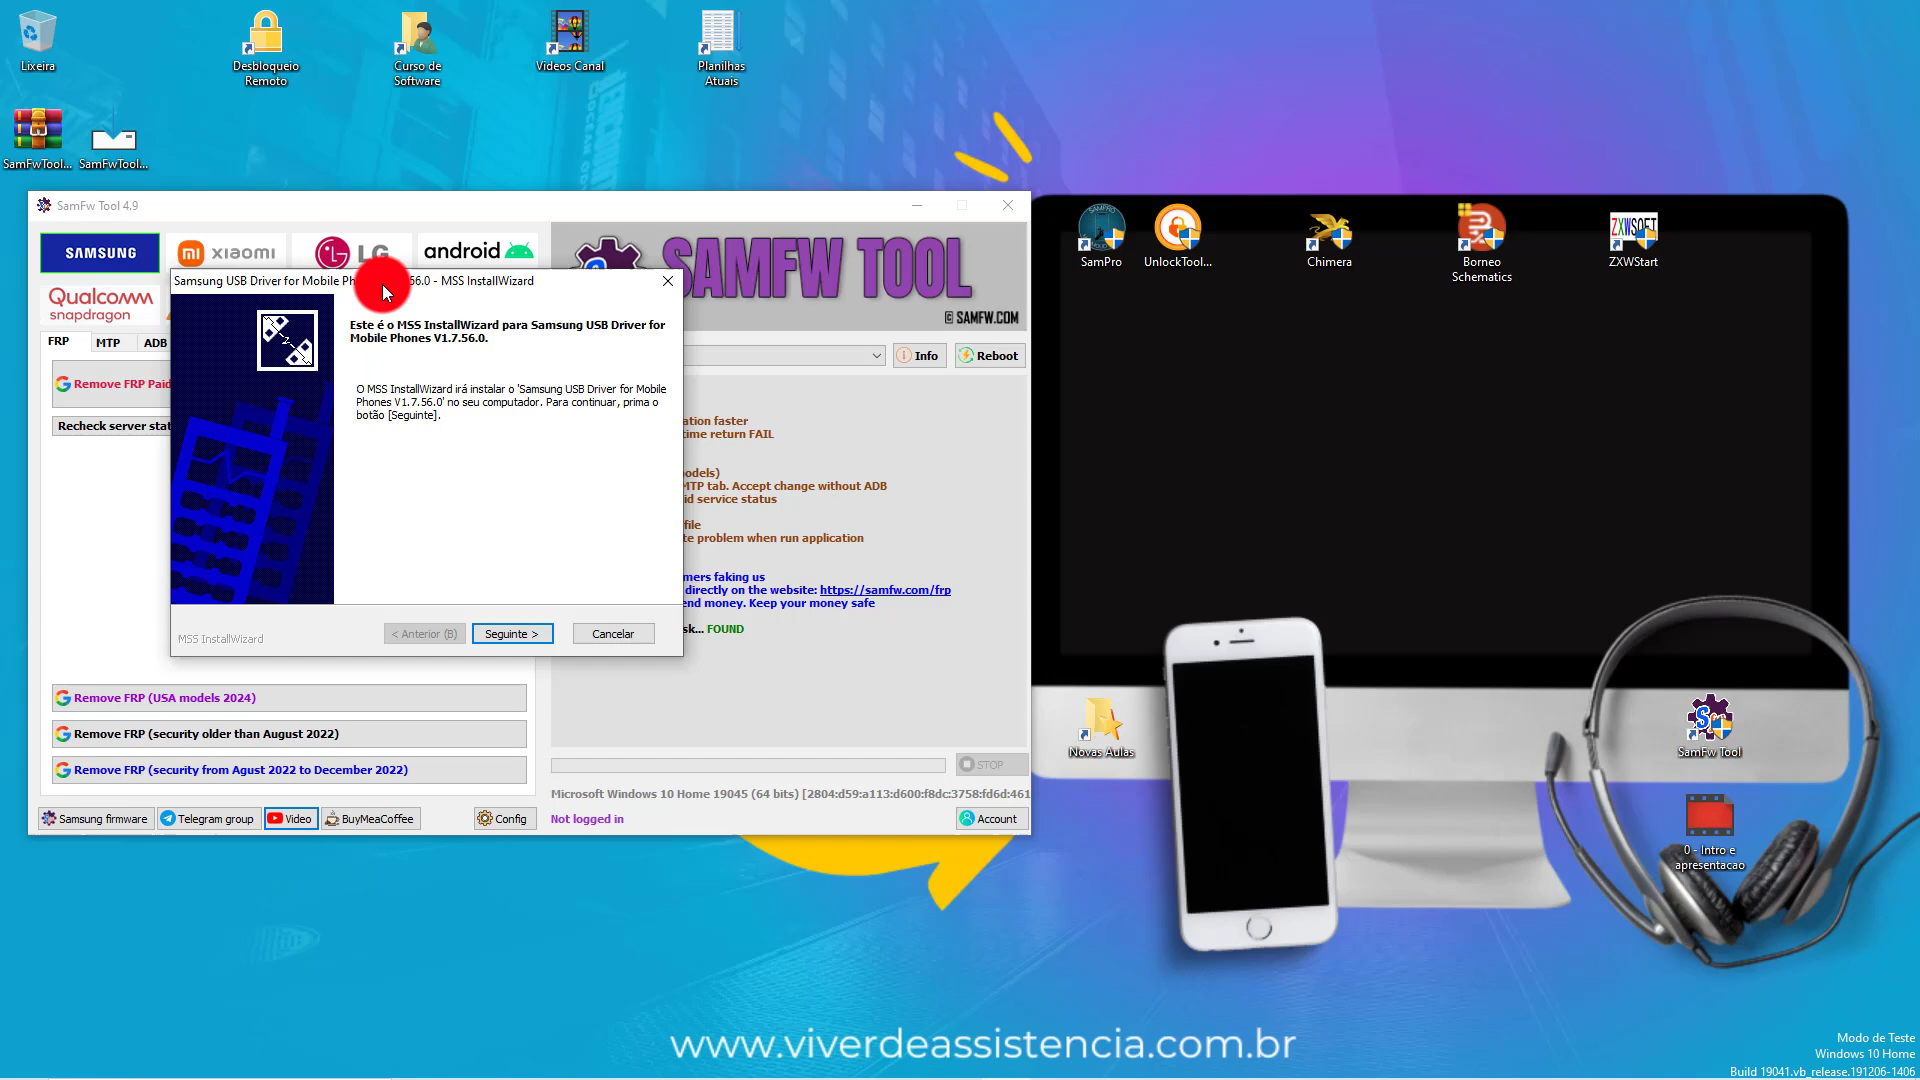 Lixeira
Desbloqueio
Remoto
Curso de
Software
Videos Canal
Planilhas
Atuais
SamFwTool...
SamFwTool...
SamFw Tool 4.9
SAMSUNG
xiaomi
LG
android
SAMFW TOOL
© SAMFW.COM
Qualcomm
snapdragon
Samsung USB Driver for Mobile Ph
56.0 - MSS InstallWizard
Este é o MSS InstallWizard para Samsung USB Driver for
Mobile Phones V1.7.56.0.
O MSS InstallWizard irá instalar o 'Samsung USB Driver for Mobile
Phones V1.7.56.0' no seu computador. Para continuar, prima o
botão [Seguinte].
MSS InstallWizard
< Anterior (B)
Seguinte >
Cancelar
FRP
MTP
ADB
Remove FRP Paid
Recheck server stat
Info
Reboot
ation faster
time return FAIL
odels)
MTP tab. Accept change without ADB
id service status
file
te problem when run application
mers faking us
directly on the website: https://samfw.com/frp
end money. Keep your money safe
sk... FOUND
Remove FRP (USA models 2024)
Remove FRP (security older than August 2022)
Remove FRP (security from Agust 2022 to December 2022)
STOP
Microsoft Windows 10 Home 19045 (64 bits) [2804:d59:a113:d600:f8dc:3758:fd6d:461
Samsung firmware
Telegram group
Video
BuyMeaCoffee
Config
Not logged in
Account
SamPro
UnlockTool...
Chimera
Borneo
Schematics
ZXWSOFT
ZXWStart
Novas Aulas
SamFw Tool
0 - Intro e
apresentacao
www.viverdeassistencia.com.br
Modo de Teste
Windows 10 Home
Build 19041.vb_release.191206-1406